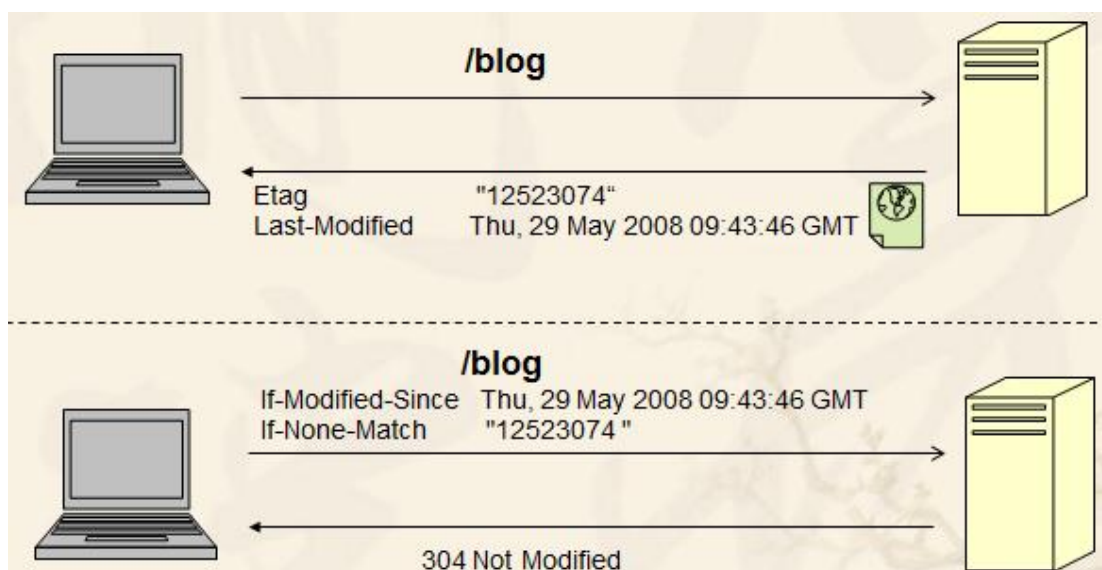 /blog
Etag "12523074“
Last-Modified Thu, 29 May 2008 09:43:46 GMT
/blog
If-Modified-Since Thu, 29 May 2008 09:43:46 GMT
If-None-Match "12523074 "
304 Not Modified